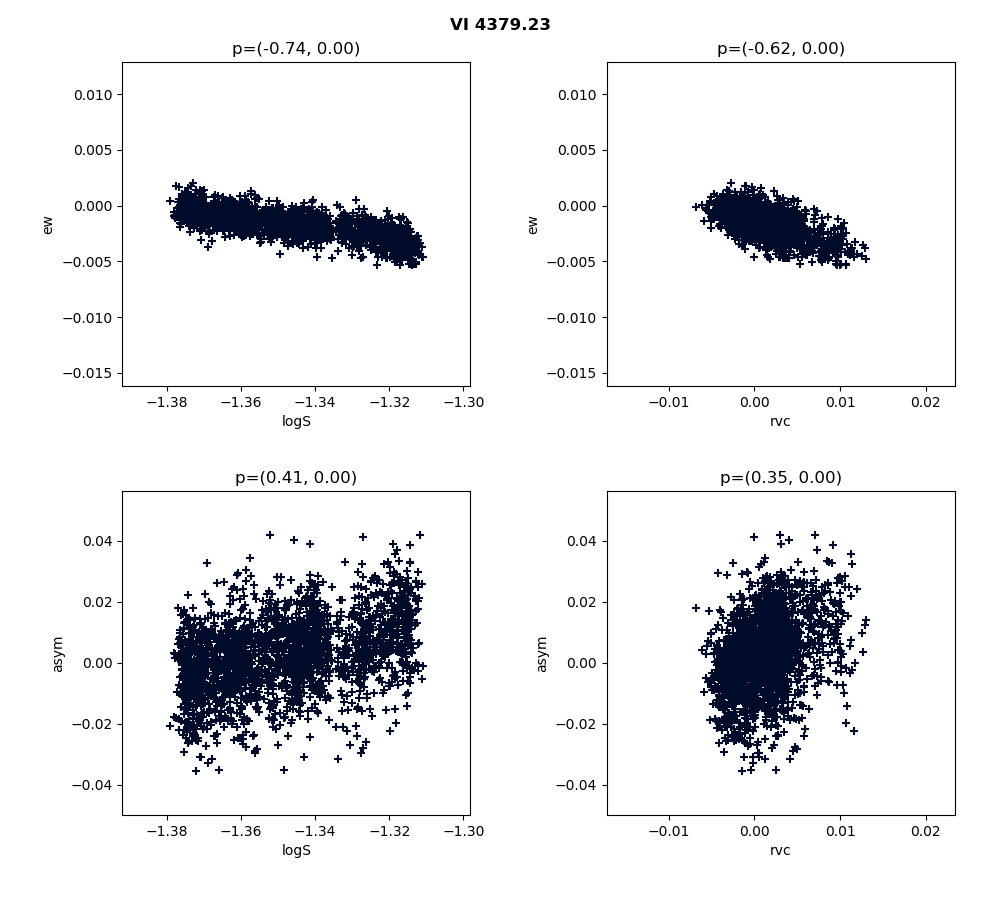 VI 4379.23
p=(-0.74, 0.00)
p=(-0.62, 0.00)
0.010
0.005
0.000
−0.005
−0.010
−0.015
ew
−1.38 −1.36 −1.34 −1.32 −1.30
logS
0.010
0.005
0.000
−0.005
−0.010
−0.015
ew
−0.01 0.00 0.01 0.02
rvc
p=(0.41, 0.00)
p=(0.35, 0.00)
0.04
0.02
0.00
−0.02
−0.04
asym
−1.38 −1.36 −1.34 −1.32 −1.30
logS
0.04
0.02
0.00
−0.02
−0.04
asym
−0.01 0.00 0.01 0.02
rvc